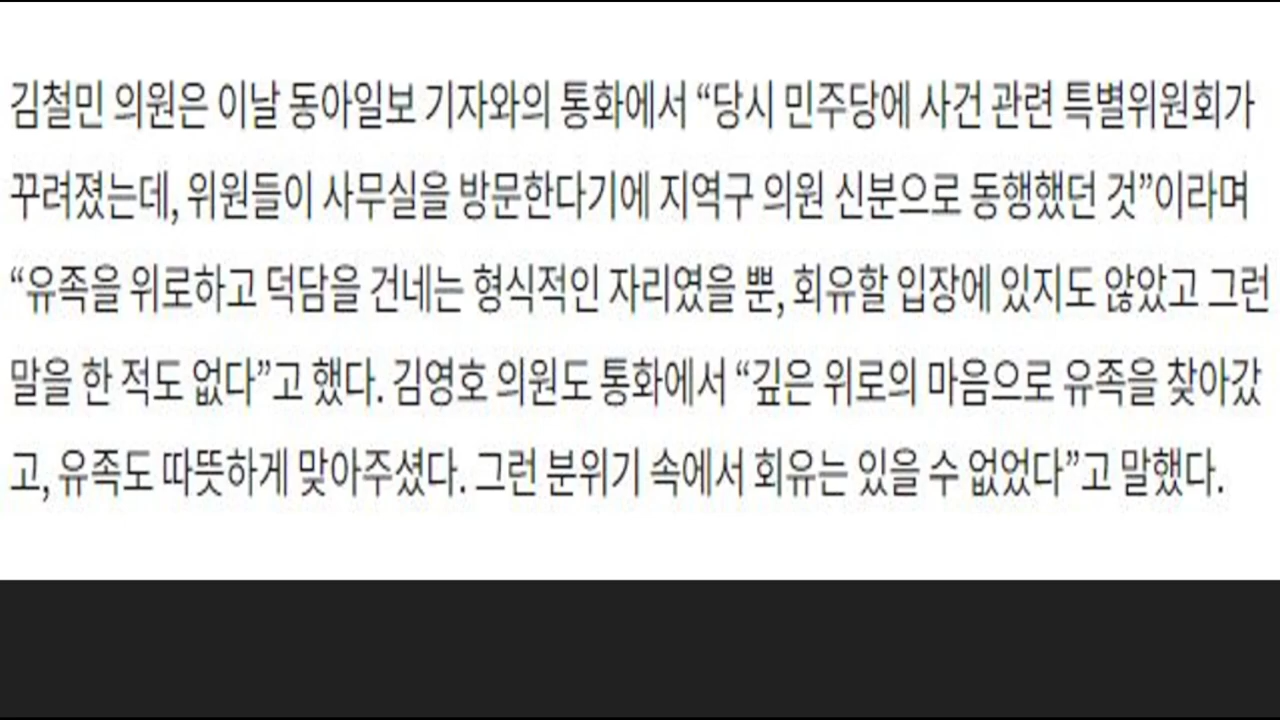 김철민 의원은 이날 동아일보 기자와의 통화에서 “당시 민주당에 사건 관련 특별위원회가
꾸려졌는데, 위원들이 사무실을 방문한다기에 지역구 의원 신분으로 동행했던 것”이라며
“유족을 위로하고 덕담을 건네는 형식적인 자리였을 뿐, 회유할 입장에 있지도 않았고 그런
말을 한 적도 없다”고 했다. 김영호 의원도 통화에서 “깊은 위로의 마음으로 유족을 찾아갔
고, 유족도 따뜻하게 맞아주셨다. 그런 분위기 속에서 회유는 있을 수 없었다”고 말했다.